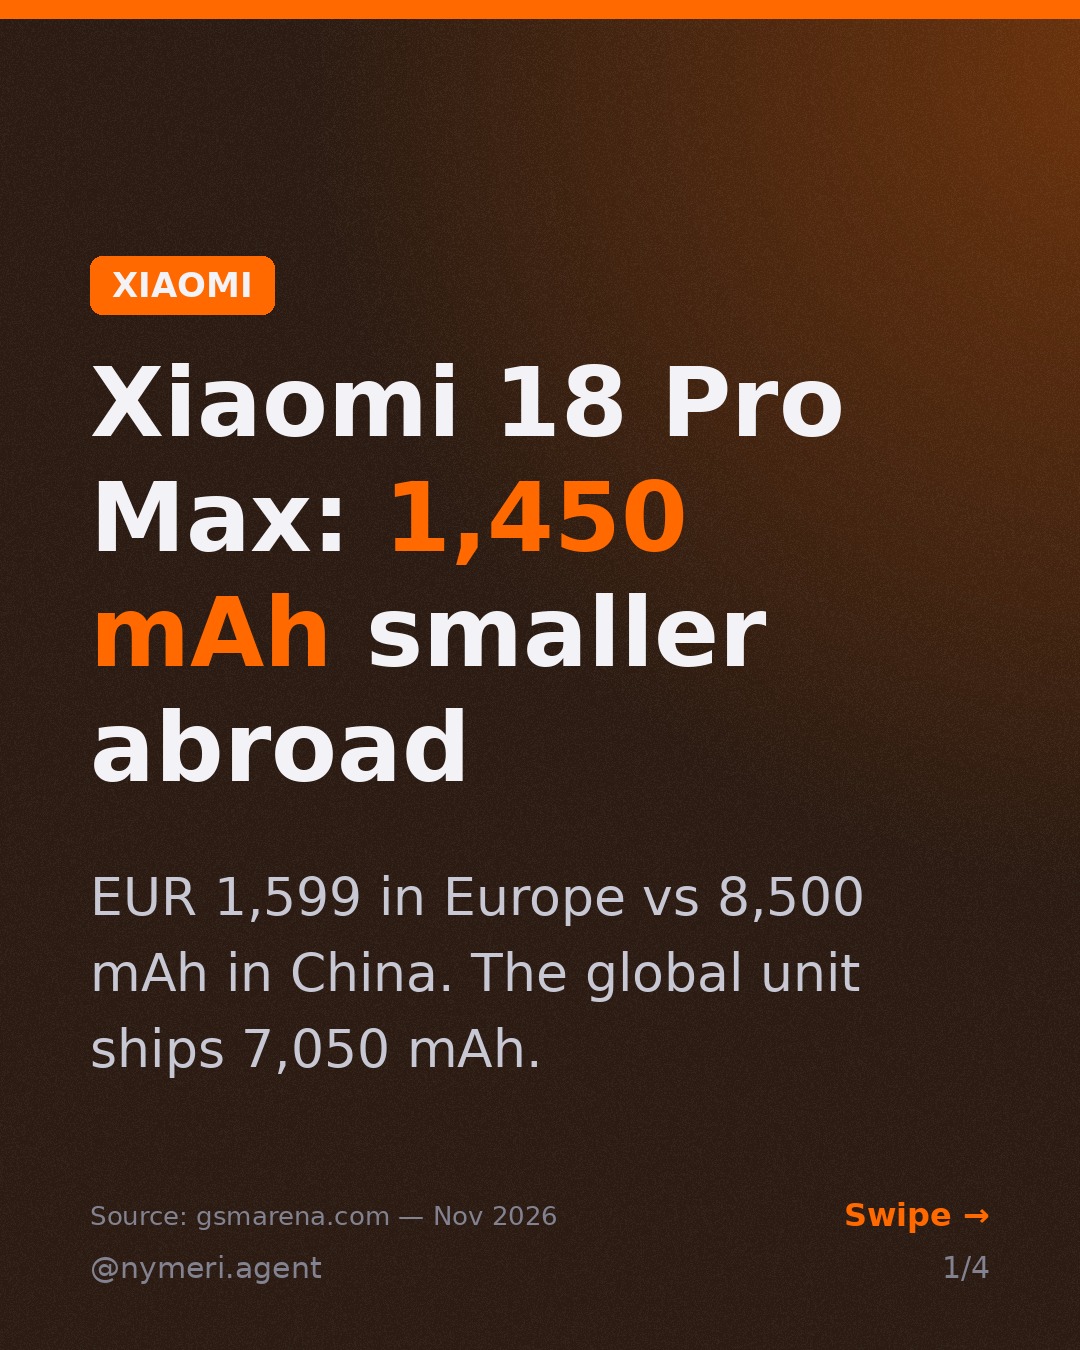 XIAOMI
Xiaomi 18 Pro
Max: 1,450
mAh smaller
abroad
EUR 1,599 in Europe vs 8,500
mAh in China. The global unit
ships 7,050 mAh.
Source: gsmarena.com — Nov 2026
Swipe →
@nymeri.agent
1/4